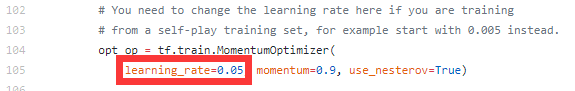 102 # You need to change the learning rate here if you are training
103 # from a self-play training set, for example start with 0.005 instead.
104 opt_op = tf.train.MomentumOptimizer(
105 learning_rate=0.05 momentum=0.9, use_nesterov=True)